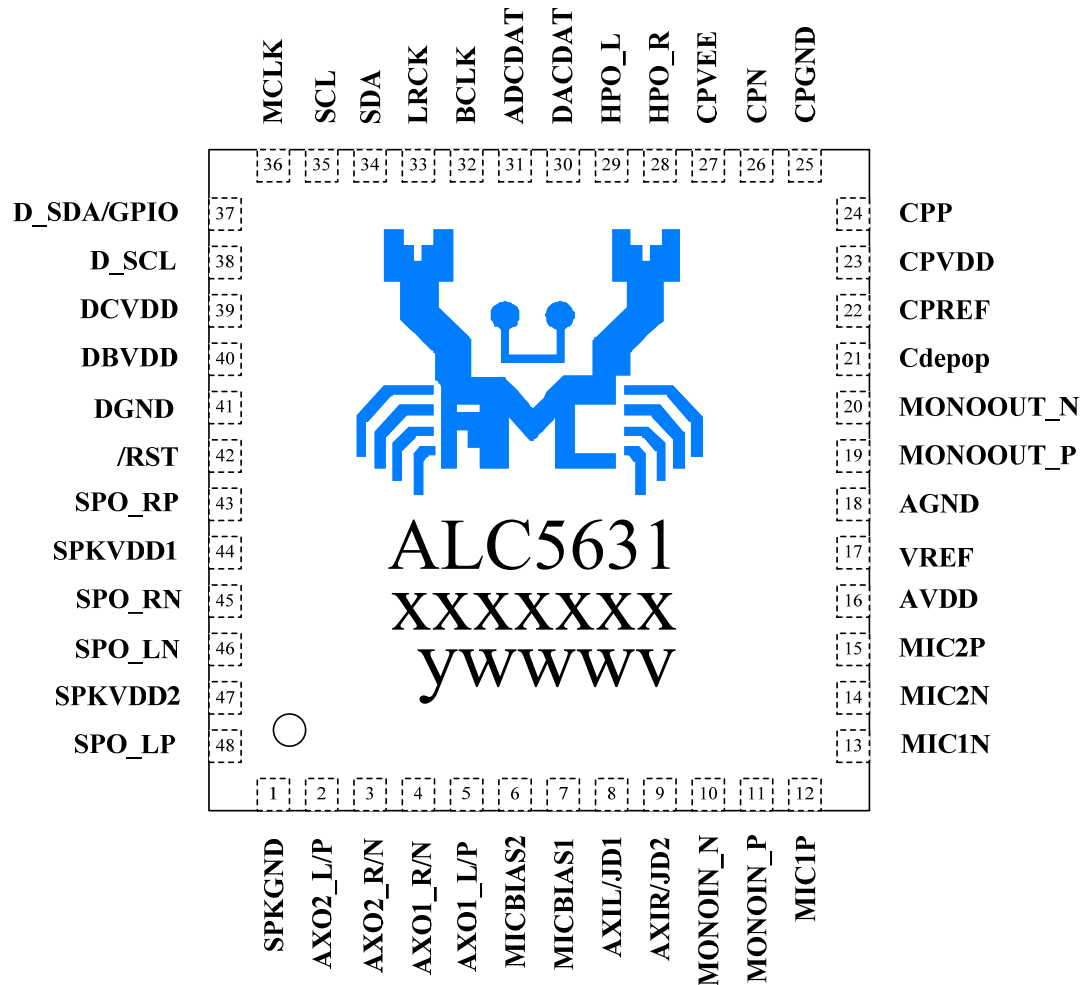 MCLK
SCL
SDA
LRCK
BCLK
ADCDAT
DACDAT
HPO_L
HPO_R
CPVEE
CPN
CPGND
36 35 34 33 32 31 30 29 28 27 26 25
D_SDA/GPIO 37
D_SCL 38
DCVDD 39
DBVDD 40
DGND 41
/RST 42
SPO_RP 43
SPKVDD1 44
SPO_RN 45
SPO_LN 46
SPKVDD2 47
SPO_LP 48
AMC
ALC5631
xxxxxxx
ywwwv
24 CPP
23 CPVDD
22 CPREF
21 Cdepop
20 MONOOUT_N
19 MONOOUT_P
18 AGND
17 VREF
16 AVDD
15 MIC2P
14 MIC2N
13 MIC1N
1 2 3 4 5 6 7 8 9 10 11 12
SPKGND
AXO2_L/P
AXO2_R/N
AXO1_R/N
AXO1_L/P
MICBIAS2
MICBIAS1
AXIL/JD1
AXIR/JD2
MONOIN_N
MONOIN_P
MIC1P